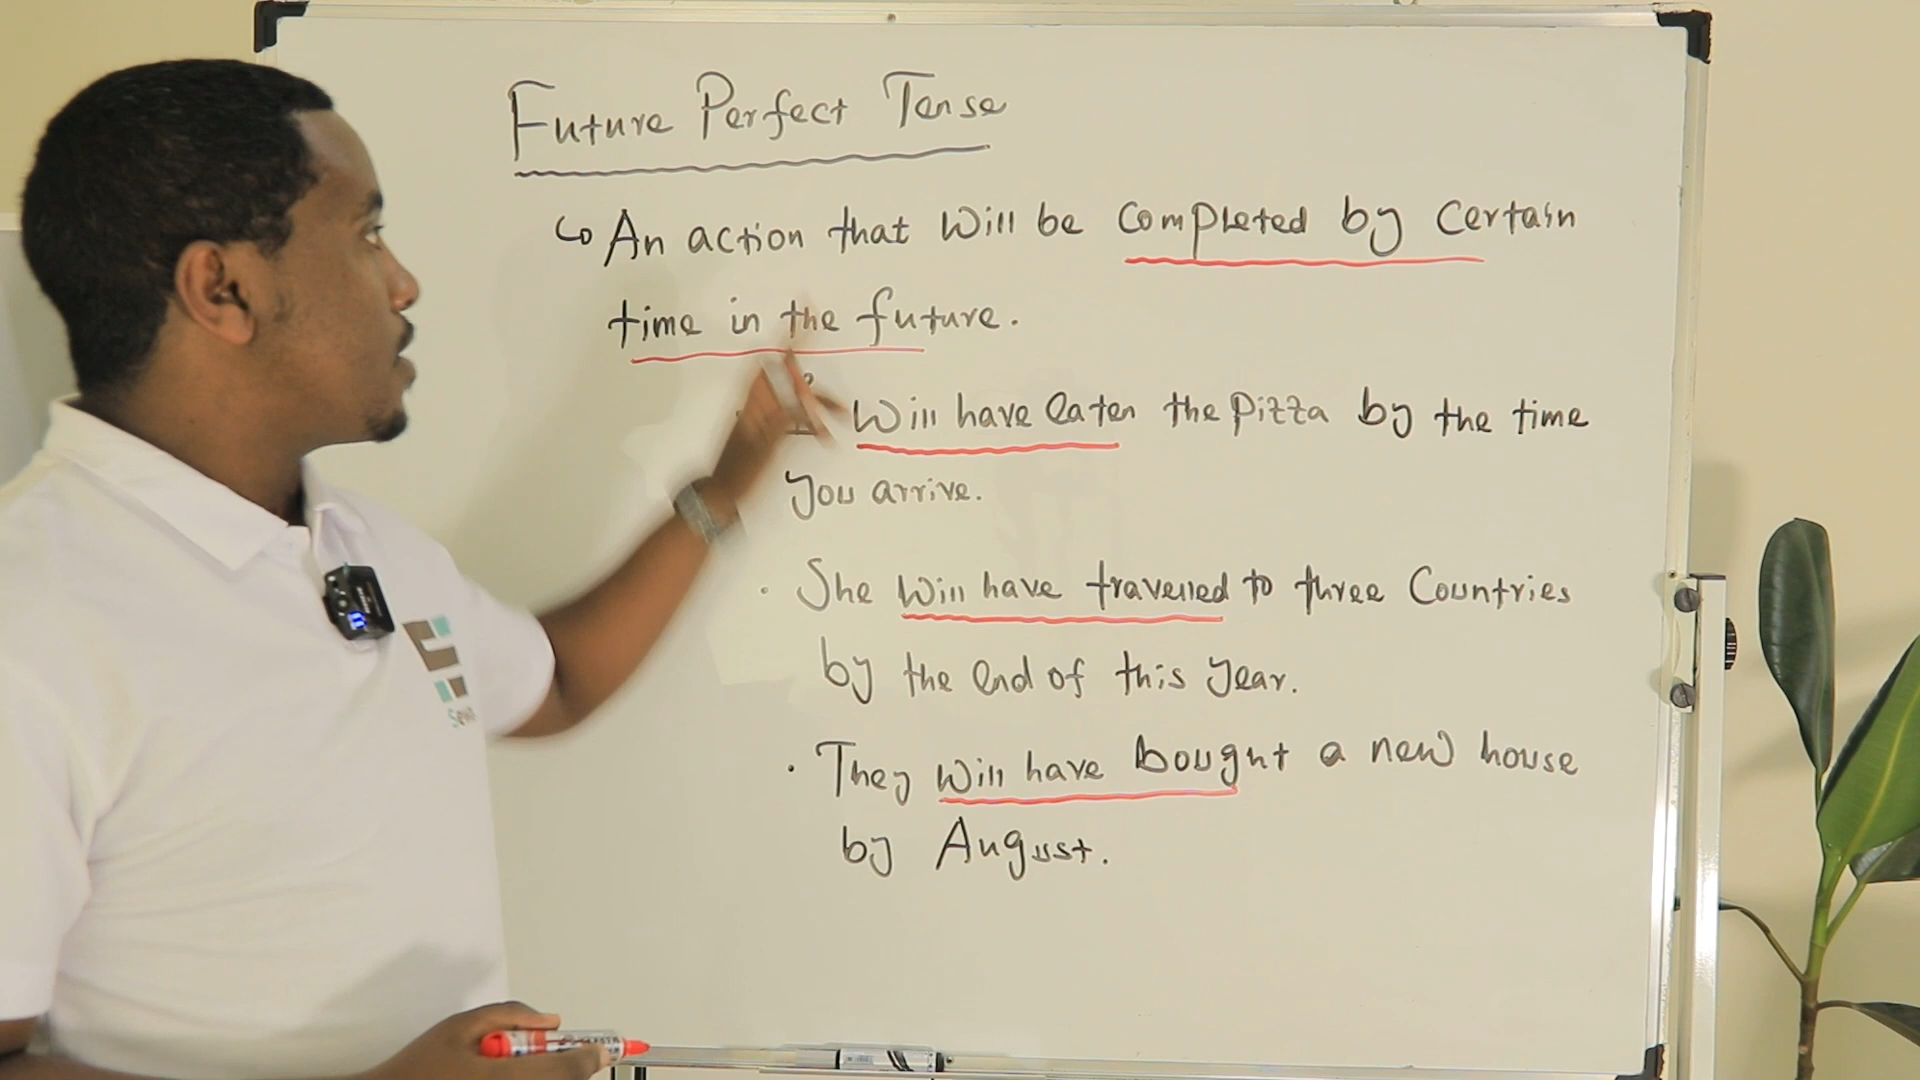 Future Perfect Tense
↪ An action that will be completed by certain
time in the future.
I will have eaten the pizza by the time
you arrive.
• She will have travelled to three Countries
by the end of this year.
• They will have bought a new house
by August.